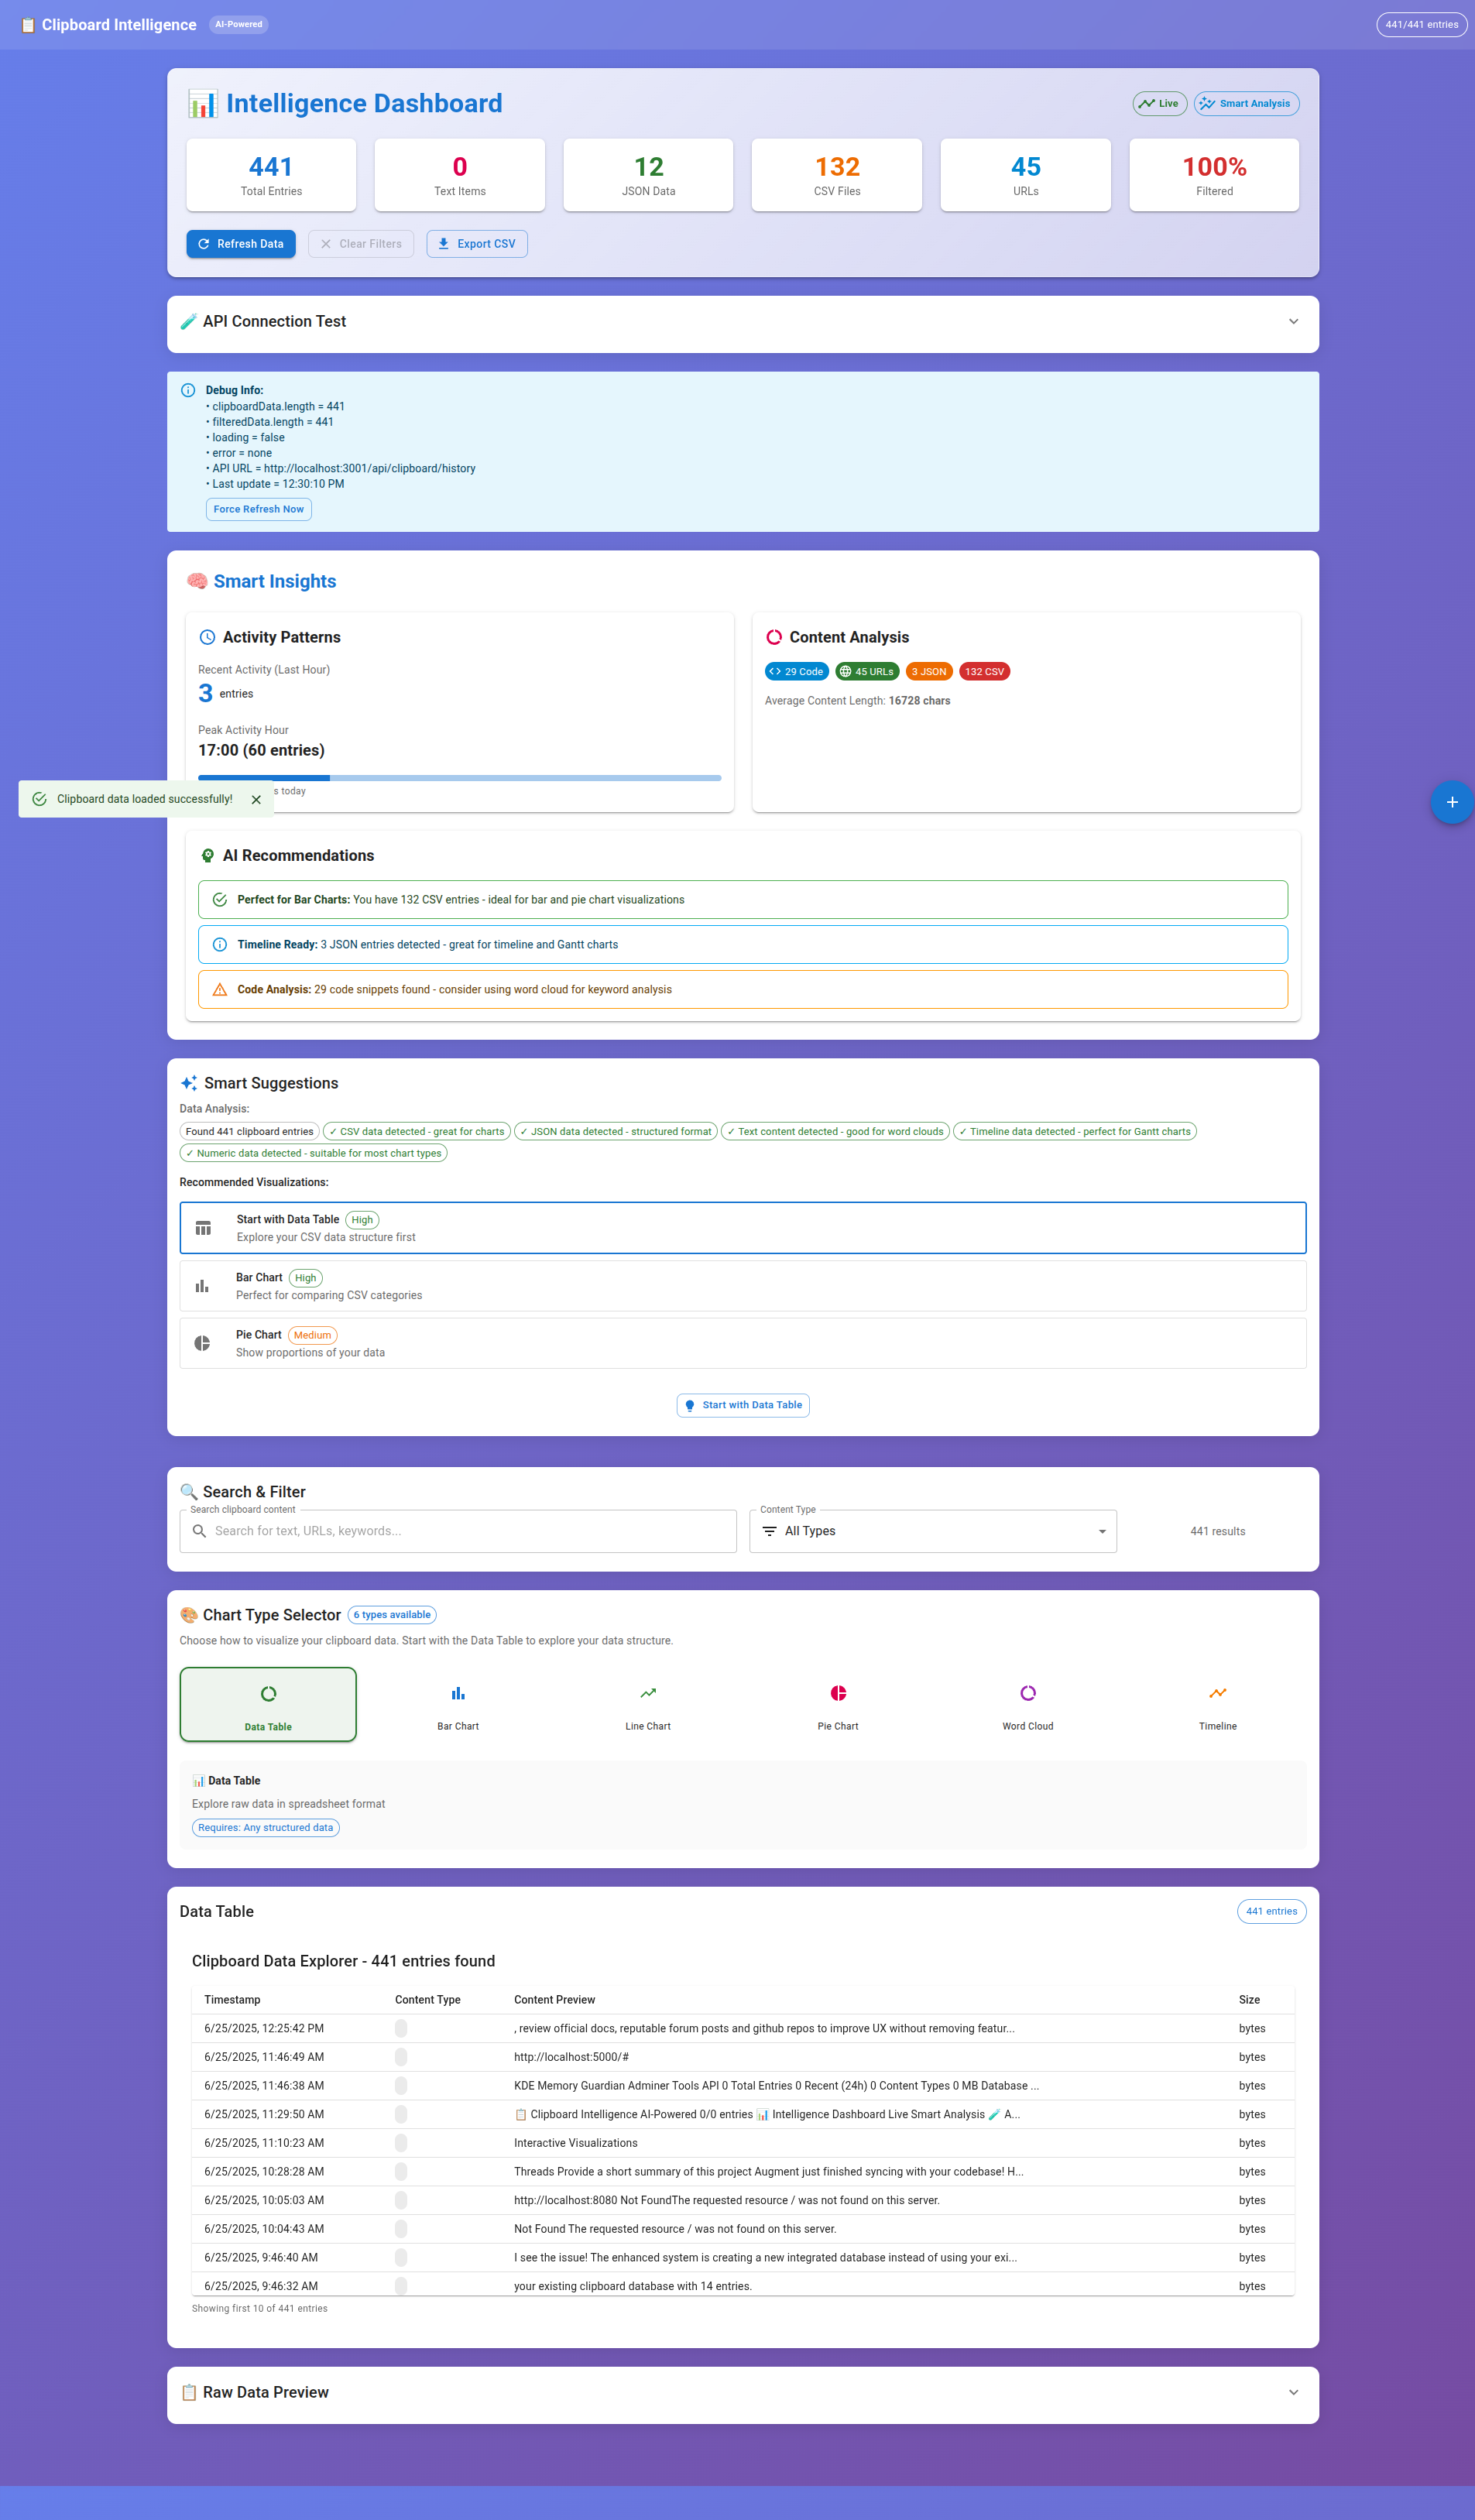 📋 Clipboard Intelligence AI-Powered 441/441 entries
📊 Intelligence Dashboard Live Smart Analysis
441 0 12 132 45 100%
Total Entries Text Items JSON Data CSV Files URLs Filtered
Refresh Data Clear Filters Export CSV
🧪 API Connection Test
Debug Info:
• clipboardData.length = 441
• filteredData.length = 441
• loading = false
• error = none
• API URL = http://localhost:3001/api/clipboard/history
• Last update = 12:30:10 PM
Force Refresh Now
🧠 Smart Insights
Activity Patterns
Recent Activity (Last Hour)
3 entries
Peak Activity Hour
17:00 (60 entries)
s today
Clipboard data loaded successfully!
Content Analysis
29 Code 45 URLs 3 JSON 132 CSV
Average Content Length: 16728 chars
AI Recommendations
Perfect for Bar Charts: You have 132 CSV entries - ideal for bar and pie chart visualizations
Timeline Ready: 3 JSON entries detected - great for timeline and Gantt charts
Code Analysis: 29 code snippets found - consider using word cloud for keyword analysis
Smart Suggestions
Data Analysis:
Found 441 clipboard entries ✓ CSV data detected - great for charts ✓ JSON data detected - structured format ✓ Text content detected - good for word clouds ✓ Timeline data detected - perfect for Gantt charts
✓ Numeric data detected - suitable for most chart types
Recommended Visualizations:
Start with Data Table High
Explore your CSV data structure first
Bar Chart High
Perfect for comparing CSV categories
Pie Chart Medium
Show proportions of your data
Start with Data Table
🔍 Search & Filter
Search clipboard content Content Type
Search for text, URLs, keywords... All Types 441 results
🎨 Chart Type Selector 6 types available
Choose how to visualize your clipboard data. Start with the Data Table to explore your data structure.
Data Table Bar Chart Line Chart Pie Chart Word Cloud Timeline
📊 Data Table
Explore raw data in spreadsheet format
Requires: Any structured data
Data Table 441 entries
Clipboard Data Explorer - 441 entries found
Timestamp Content Type Content Preview Size
6/25/2025, 12:25:42 PM , review official docs, reputable forum posts and github repos to improve UX without removing featur... bytes
6/25/2025, 11:46:49 AM http://localhost:5000/# bytes
6/25/2025, 11:46:38 AM KDE Memory Guardian Adminer Tools API 0 Total Entries 0 Recent (24h) 0 Content Types 0 MB Database ... bytes
6/25/2025, 11:29:50 AM 📋 Clipboard Intelligence AI-Powered 0/0 entries 📊 Intelligence Dashboard Live Smart Analysis 🧪 A... bytes
6/25/2025, 11:10:23 AM Interactive Visualizations bytes
6/25/2025, 10:28:28 AM Threads Provide a short summary of this project Augment just finished syncing with your codebase! H... bytes
6/25/2025, 10:05:03 AM http://localhost:8080 Not FoundThe requested resource / was not found on this server. bytes
6/25/2025, 10:04:43 AM Not Found The requested resource / was not found on this server. bytes
6/25/2025, 9:46:40 AM I see the issue! The enhanced system is creating a new integrated database instead of using your exi... bytes
6/25/2025, 9:46:32 AM your existing clipboard database with 14 entries. bytes
Showing first 10 of 441 entries
📋 Raw Data Preview